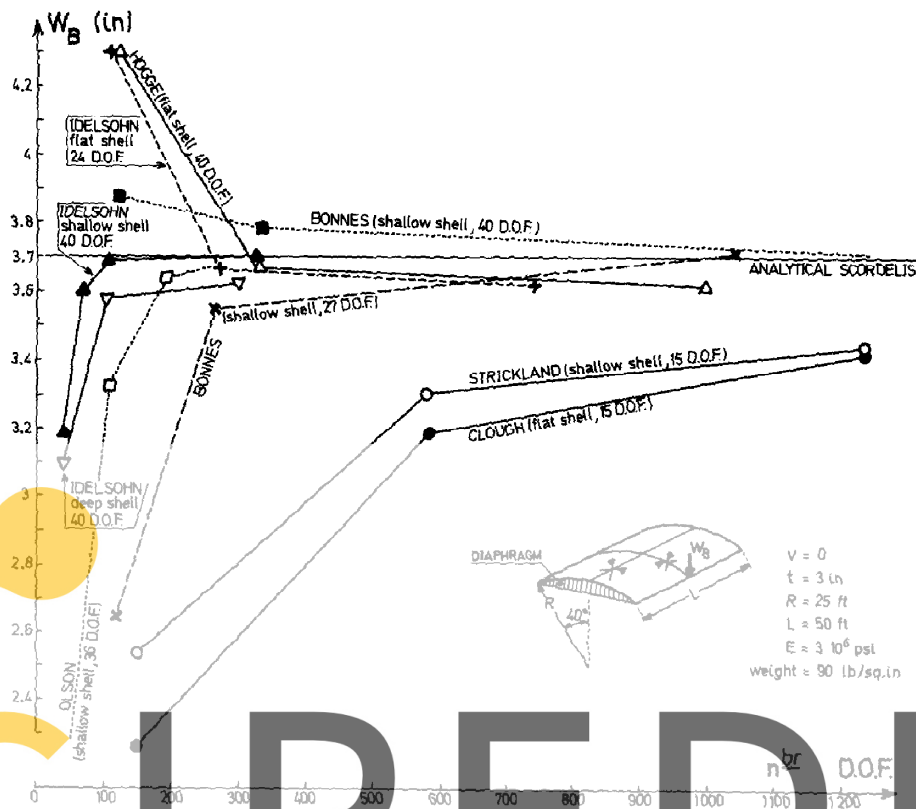 W_B (in)
4.2
4
3.8
3.7
3.6
3.4
3.2
3
2.8
2.6
2.4
HOGGE (flat shell, 40 D.O.F.)
IDELSOHN
flat shell
24 D.O.F.
IDELSOHN
shallow shell
40 D.O.F.
BONNES (shallow shell, 40 D.O.F.)
ANALYTICAL SCORDELIS
(shallow shell, 27 D.O.F.)
BONNES
STRICKLAND (shallow shell, 15 D.O.F.)
CLOUGH (flat shell, 15 D.O.F.)
IDELSOHN
deep shell
40 D.O.F.
OLSON
(shallow shell, 36 D.O.F.)
DIAPHRAGM
W_B
R
40°
L
ν = 0
t = 3 in
R = 25 ft
L = 50 ft
E = 3 10⁶ psi
weight = 90 lb/sq.in
n br D.O.F.
0 100 200 300 400 500 600 700 800 900